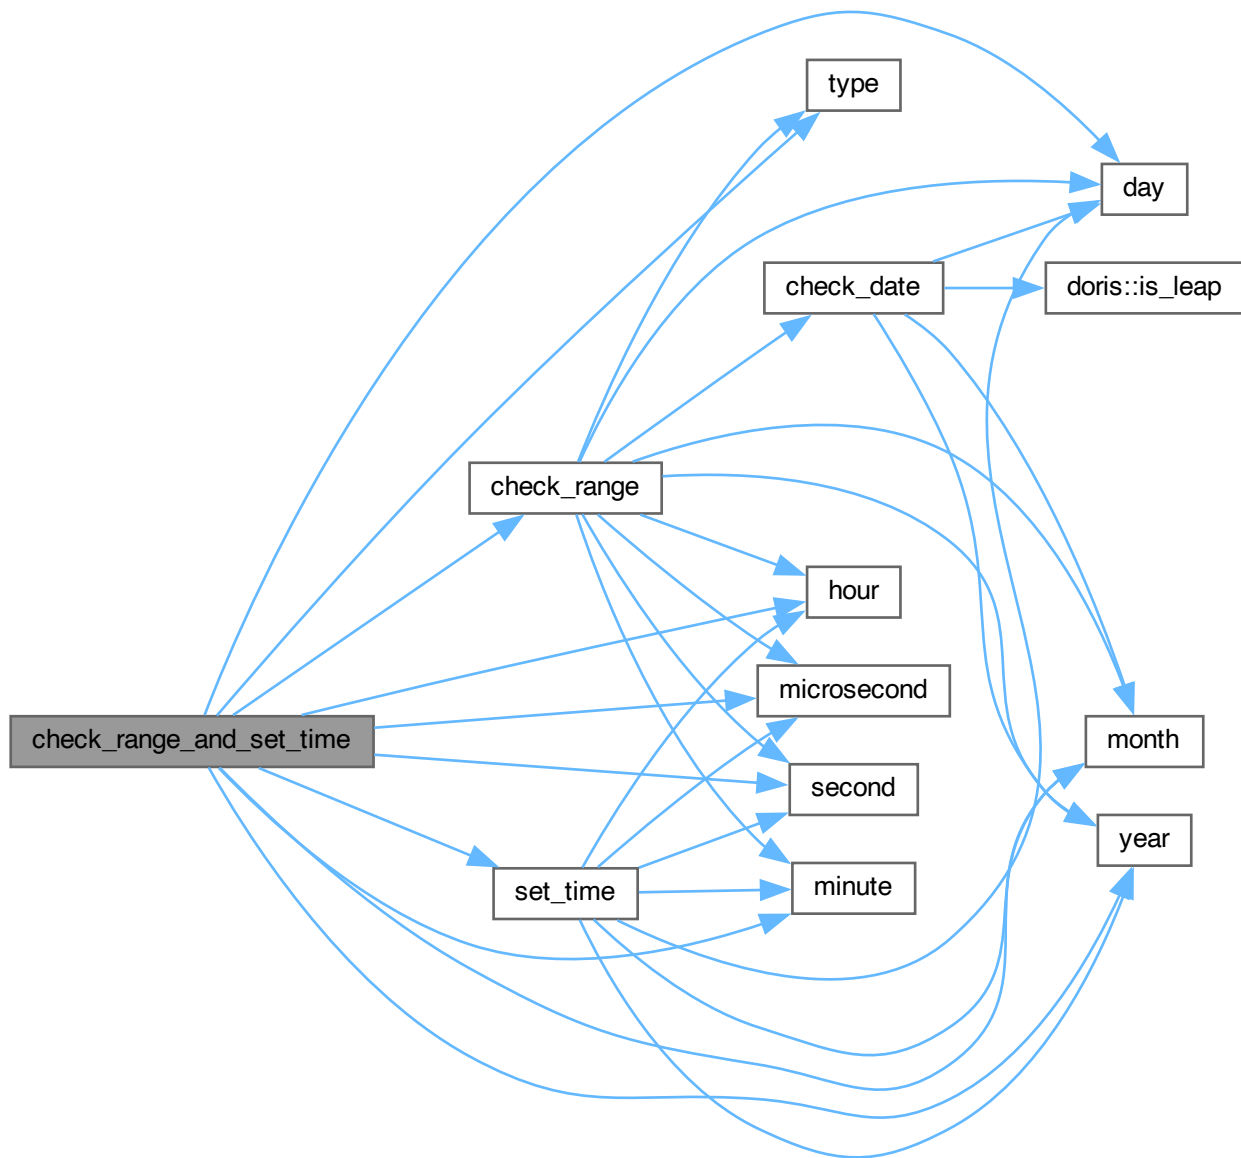 type
day
check_date
doris::is_leap
check_range
hour
microsecond
check_range_and_set_time
month
second
year
set_time
minute